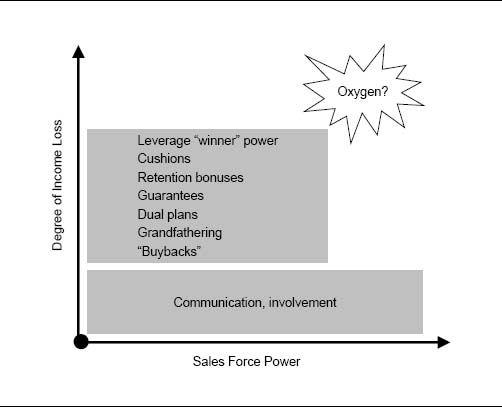 Oxygen?
Leverage “winner” power
Cushions
Retention bonuses
Guarantees
Dual plans
Grandfathering
“Buybacks”
Communication, involvement
Degree of Income Loss
Sales Force Power